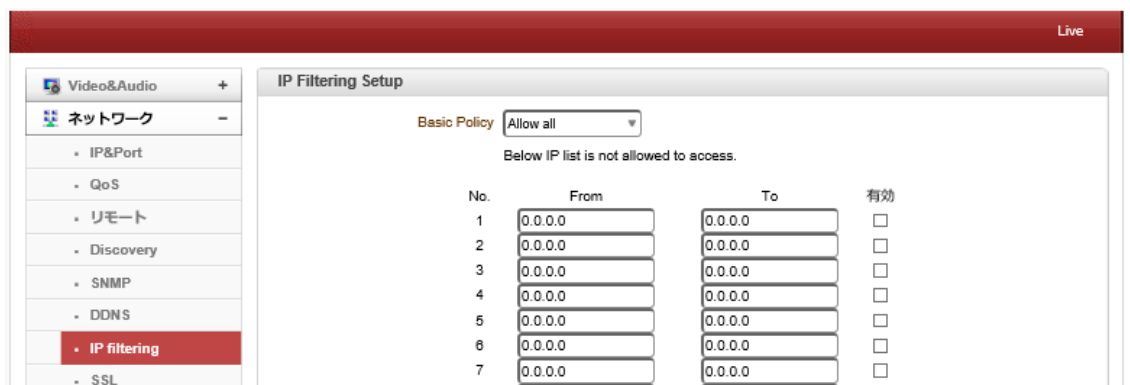 Live
Video&Audio +
ネットワーク -
• IP&Port
• QoS
• リモート
• Discovery
• SNMP
• DDNS
• IP filtering
• SSL
IP Filtering Setup
Basic Policy Allow all
Below IP list is not allowed to access.
No. From To 有効
1 0.0.0.0 0.0.0.0
2 0.0.0.0 0.0.0.0
3 0.0.0.0 0.0.0.0
4 0.0.0.0 0.0.0.0
5 0.0.0.0 0.0.0.0
6 0.0.0.0 0.0.0.0
7 0.0.0.0 0.0.0.0